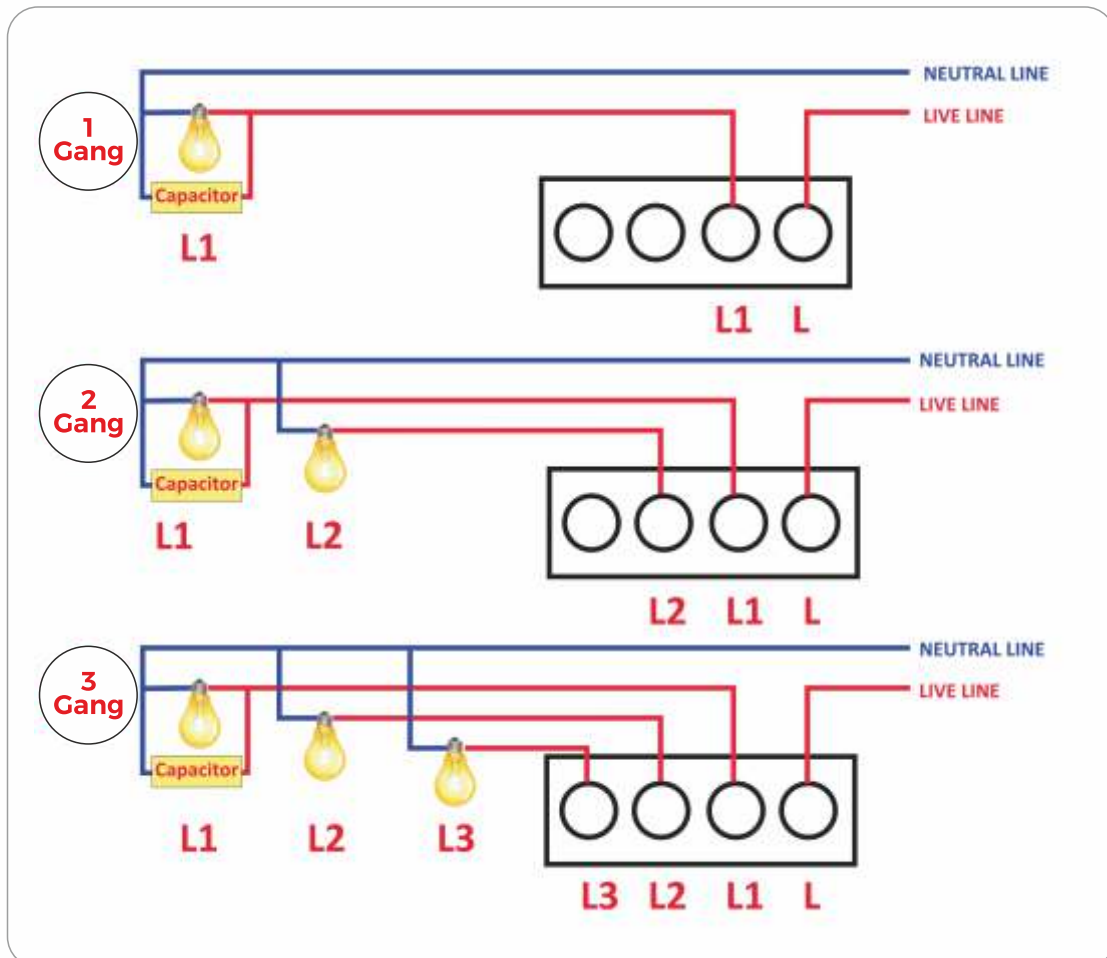 NEUTRAL LINE
1
Gang
LIVE LINE
Capacitor
L1
L1 L
NEUTRAL LINE
2
Gang
LIVE LINE
Capacitor
L1 L2
L2 L1 L
NEUTRAL LINE
3
Gang
LIVE LINE
Capacitor
L1 L2 L3
L3 L2 L1 L